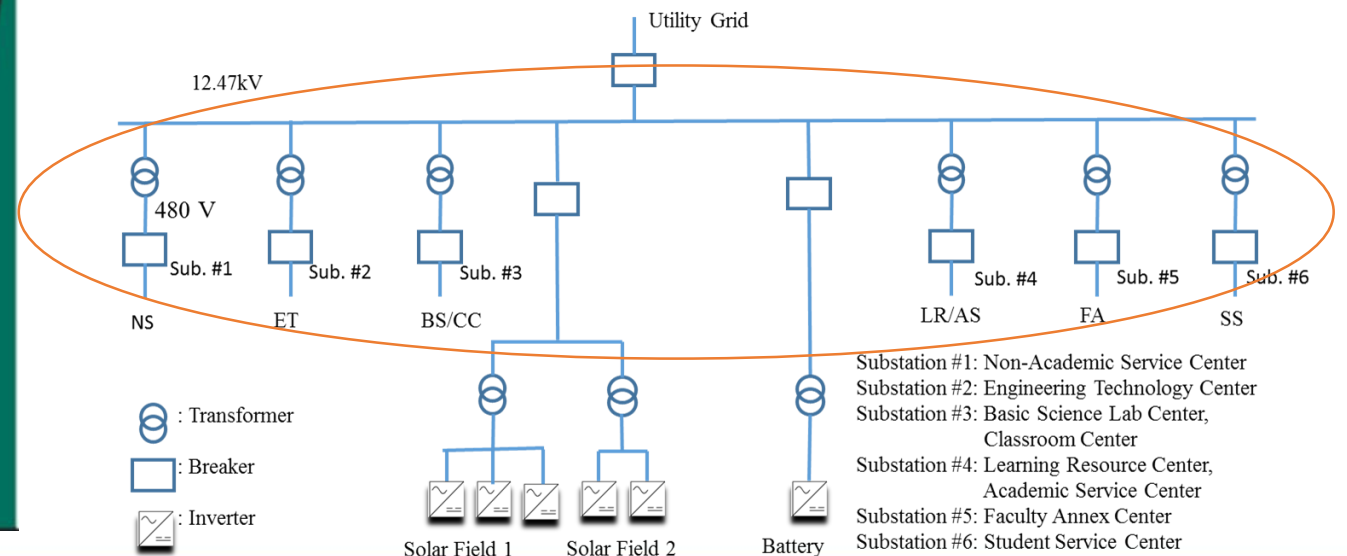 Utility Grid
12.47kV
480 V
Sub. #1
Sub. #2
Sub. #3
Sub. #4
Sub. #5
Sub. #6
NS
ET
BS/CC
LR/AS
FA
SS
: Transformer
: Breaker
: Inverter
Solar Field 1
Solar Field 2
Battery
Substation #1: Non-Academic Service Center
Substation #2: Engineering Technology Center
Substation #3: Basic Science Lab Center,
Classroom Center
Substation #4: Learning Resource Center,
Academic Service Center
Substation #5: Faculty Annex Center
Substation #6: Student Service Center